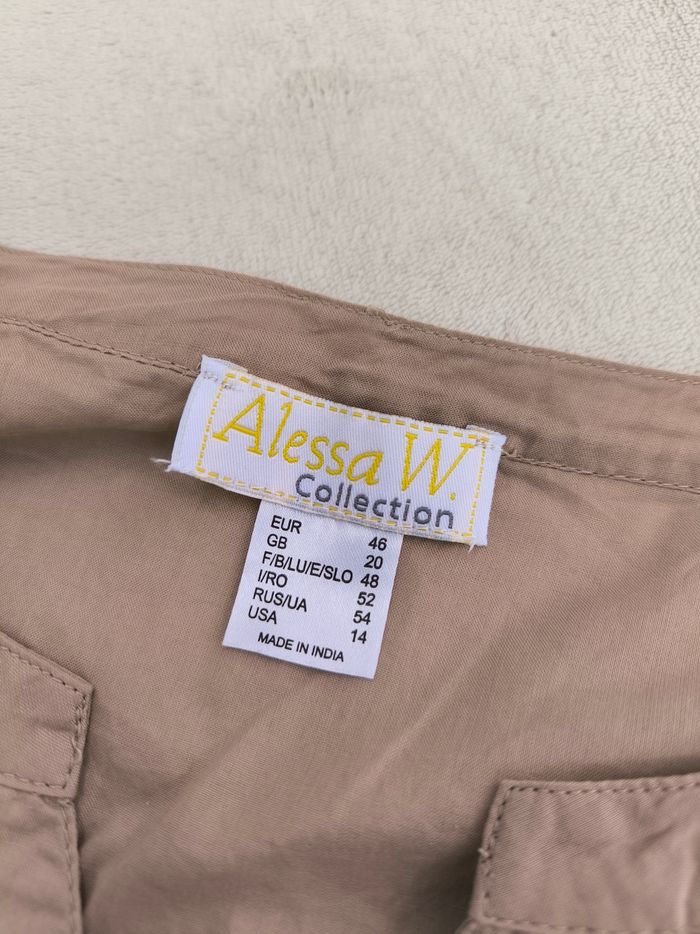 Alessa W.
Collection
EUR 46
GB 20
F/B/LU/E/SLO 48
I/RO 52
RUS/UA 54
USA 14
MADE IN INDIA